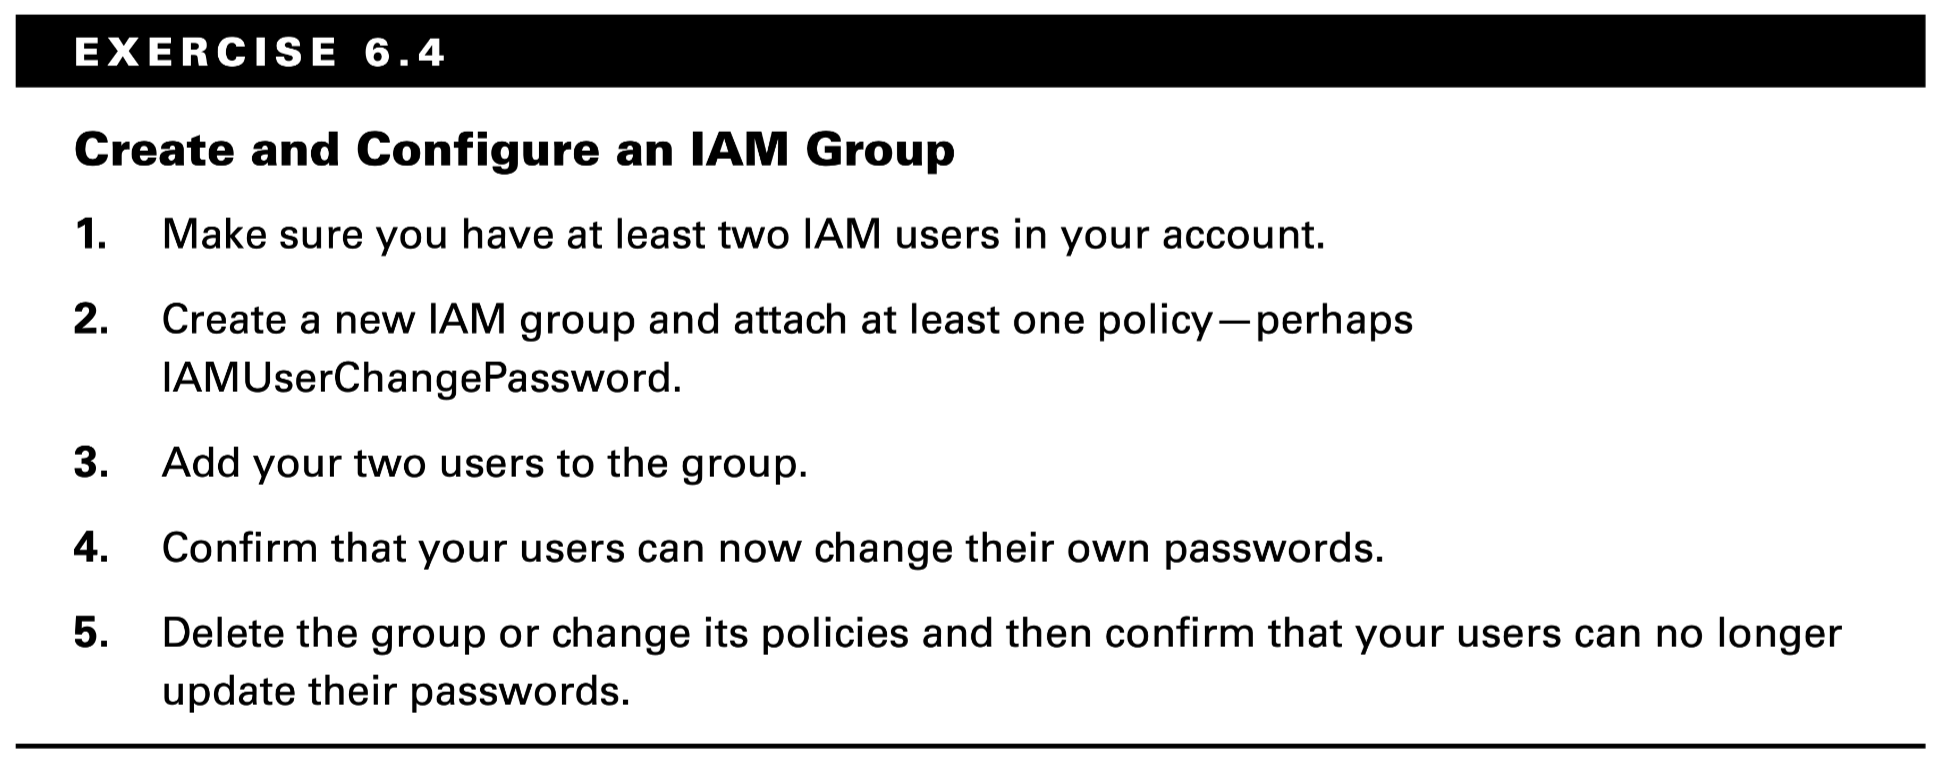 EXERCISE 6.4
Create and Configure an IAM Group
1. Make sure you have at least two IAM users in your account.
2. Create a new IAM group and attach at least one policy—perhaps
IAMUserChangePassword.
3. Add your two users to the group.
4. Confirm that your users can now change their own passwords.
5. Delete the group or change its policies and then confirm that your users can no longer
update their passwords.